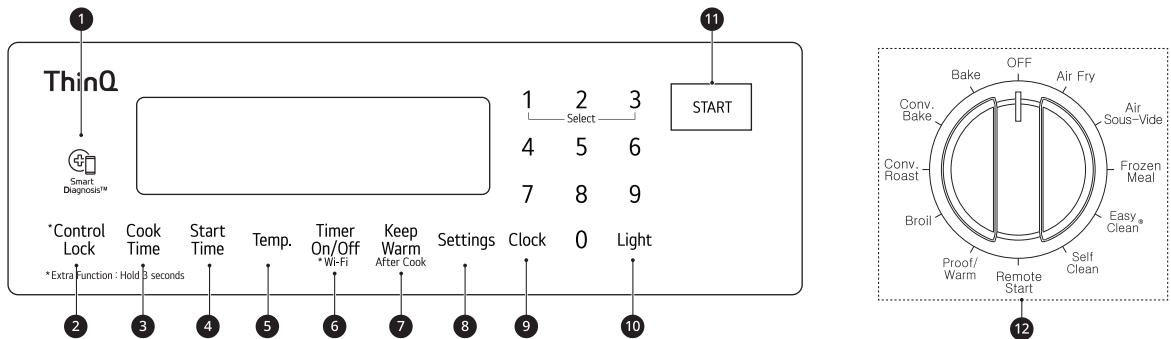 1
11
ThinQ
1 2 3
Select
START
4 5 6
Smart
Diagnosis™
7 8 9
*Control
Lock
Cook
Time
Start
Time
Temp.
Timer
On/Off
*Wi-Fi
Keep
Warm
After Cook
Settings
Clock
0
Light
*Extra Function : Hold 3 seconds
2
3
4
5
6
7
8
9
10
OFF
Air Fry
Air
Sous-Vide
Frozen
Meal
Easy
Clean®
Self
Clean
Remote
Start
Proof/
Warm
Broil
Conv.
Roast
Conv.
Bake
Bake
12